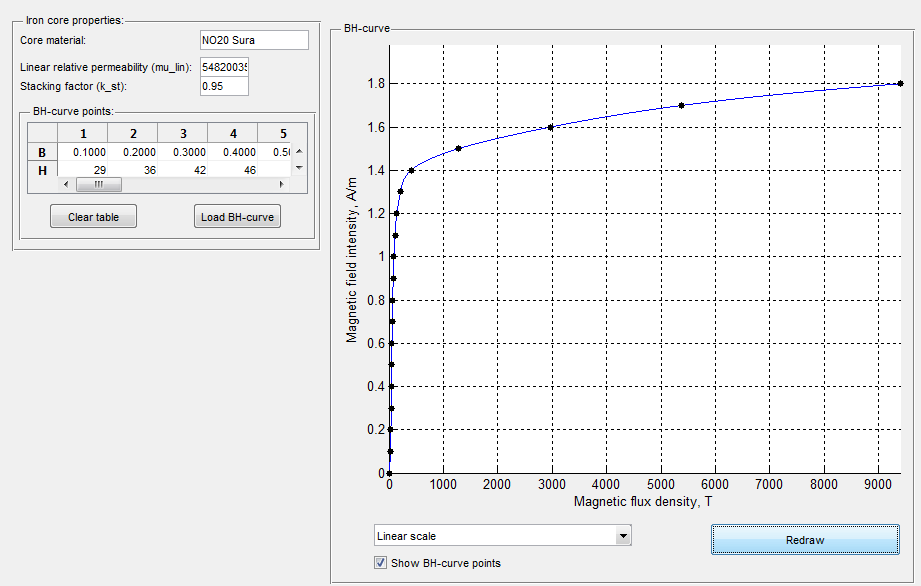 Iron core properties:
Core material: NO20 Sura
Linear relative permeability (mu_lin): 5482003
Stacking factor (k_st): 0.95
BH-curve points:
1 2 3 4 5
B 0.1000 0.2000 0.3000 0.4000 0.5
H 29 36 42 46
Clear table Load BH-curve
BH-curve
1.8
1.6
1.4
1.2
1
0.8
0.6
0.4
0.2
0
Magnetic field intensity, A/m
0 1000 2000 3000 4000 5000 6000 7000 8000 9000
Magnetic flux density, T
Linear scale
Redraw
Show BH-curve points